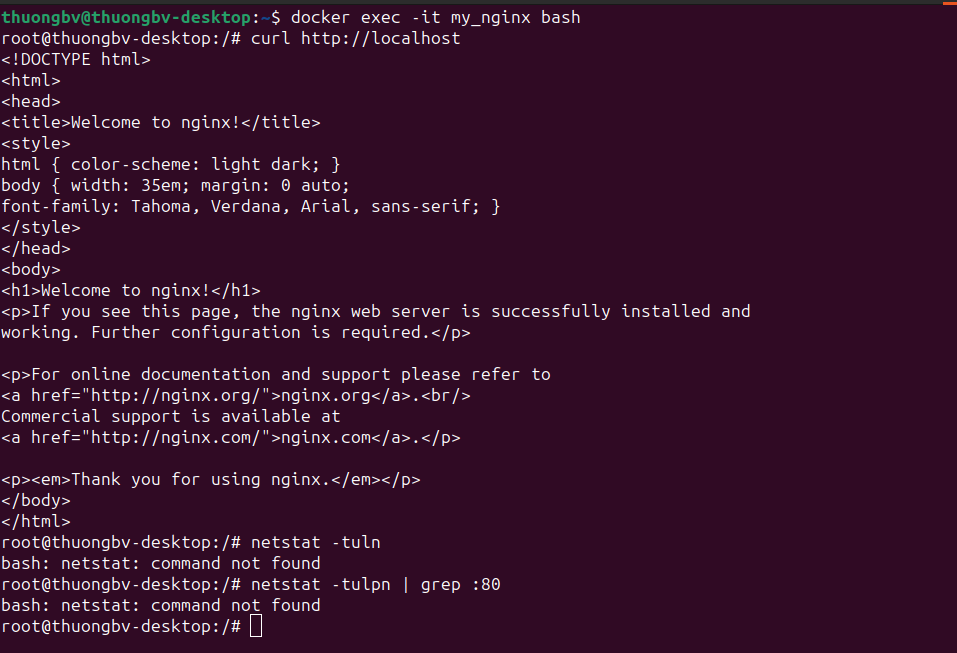 thuongbv@thuongbv-desktop:~$ docker exec -it my_nginx bash
root@thuongbv-desktop:/# curl http://localhost
<!DOCTYPE html>
<html>
<head>
<title>Welcome to nginx!</title>
<style>
html { color-scheme: light dark; }
body { width: 35em; margin: 0 auto;
font-family: Tahoma, Verdana, Arial, sans-serif; }
</style>
</head>
<body>
<h1>Welcome to nginx!</h1>
<p>If you see this page, the nginx web server is successfully installed and
working. Further configuration is required.</p>

<p>For online documentation and support please refer to
<a href="http://nginx.org/">nginx.org</a>.<br/>
Commercial support is available at
<a href="http://nginx.com/">nginx.com</a>.</p>

<p><em>Thank you for using nginx.</em></p>
</body>
</html>
root@thuongbv-desktop:/# netstat -tuln
bash: netstat: command not found
root@thuongbv-desktop:/# netstat -tulpn | grep :80
bash: netstat: command not found
root@thuongbv-desktop:/#